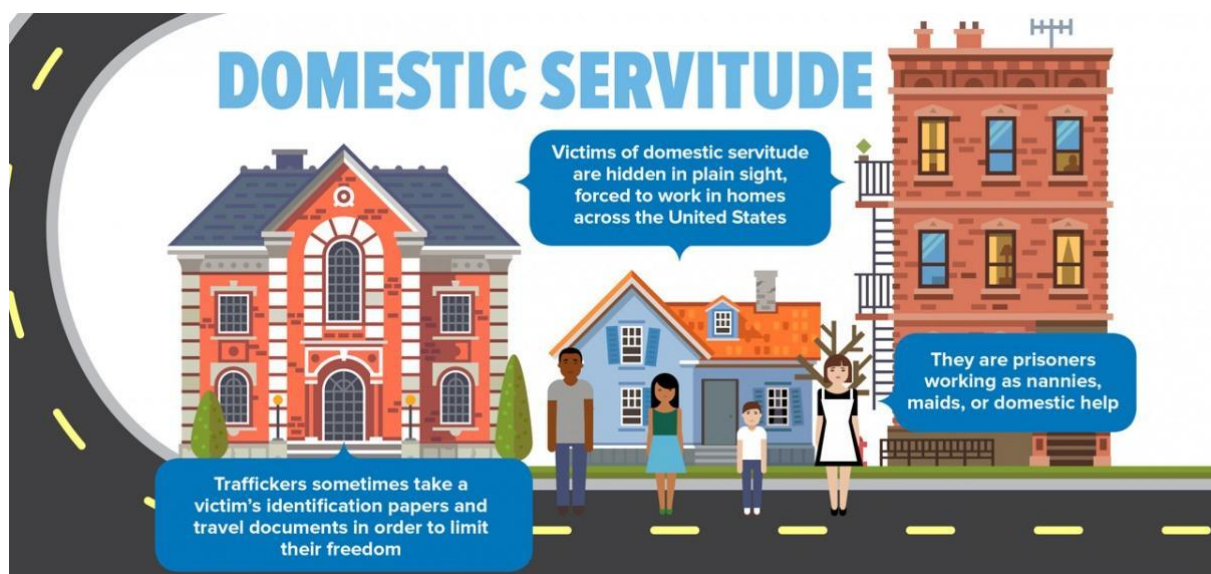 DOMESTIC SERVITUDE
Victims of domestic servitude
are hidden in plain sight,
forced to work in homes
across the United States
They are prisoners
working as nannies,
maids, or domestic help
Traffickers sometimes take a
victim’s identification papers and
travel documents in order to limit
their freedom